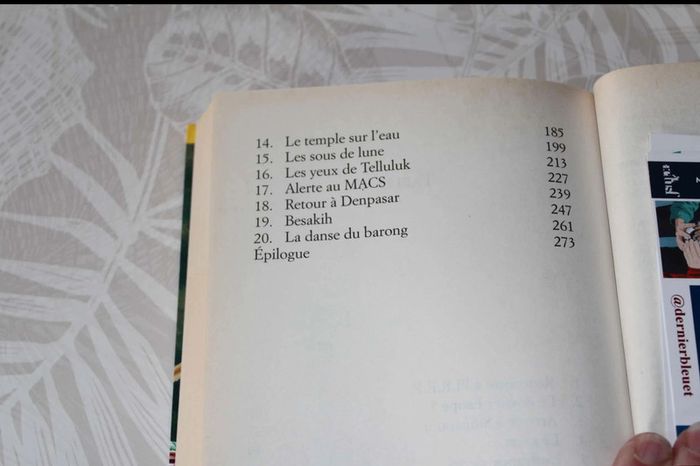 14. Le temple sur l'eau 185
15. Les sous de lune 199
16. Les yeux de Telluluk 213
17. Alerte au MACS 227
18. Retour à Denpasar 239
19. Besakih 247
20. La danse du barong 261
Épilogue 273
@dernierbleuet